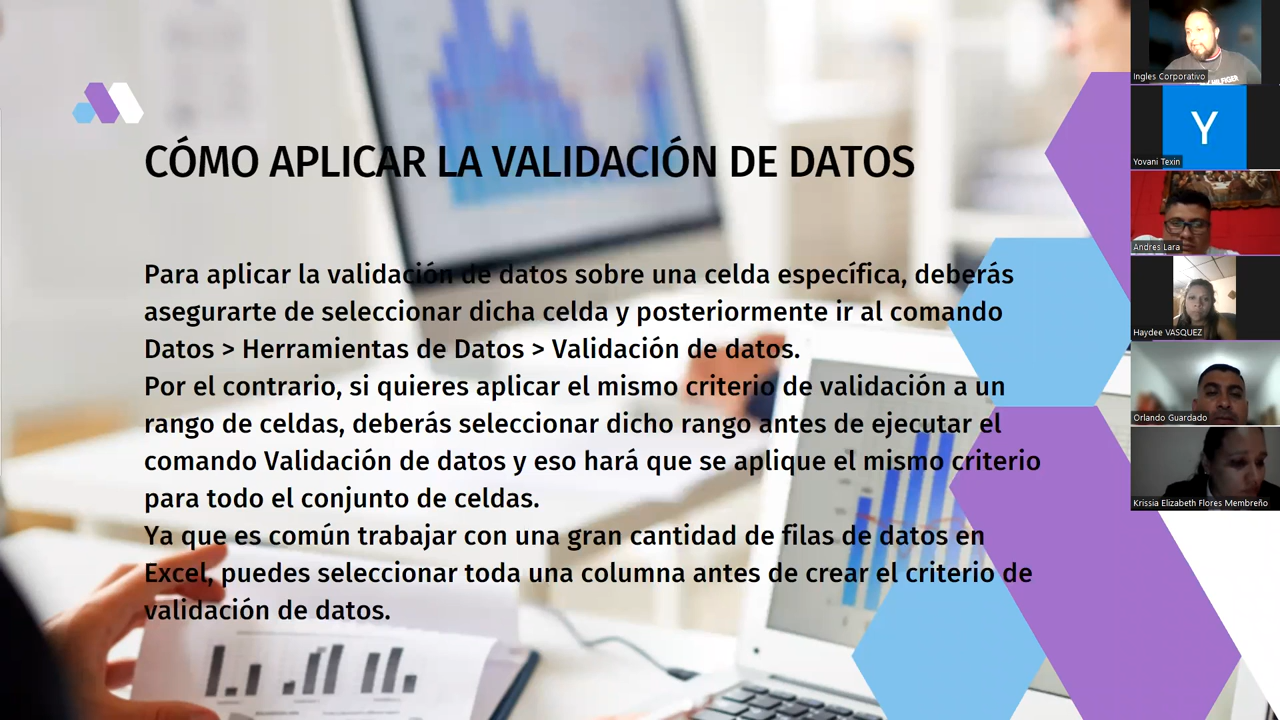 CÓMO APLICAR LA VALIDACIÓN DE DATOS
Para aplicar la validación de datos sobre una celda específica, deberás
asegurarte de seleccionar dicha celda y posteriormente ir al comando
Datos > Herramientas de Datos > Validación de datos.
Por el contrario, si quieres aplicar el mismo criterio de validación a un
rango de celdas, deberás seleccionar dicho rango antes de ejecutar el
comando Validación de datos y eso hará que se aplique el mismo criterio
para todo el conjunto de celdas.
Ya que es común trabajar con una gran cantidad de filas de datos en
Excel, puedes seleccionar toda una columna antes de crear el criterio de
validación de datos.
Ingles Corporativo
Y
Yovani Texin
Andres Lara
Haydee VASQUEZ
Orlando Guardado
Krissia Elizabeth Flores Membreño